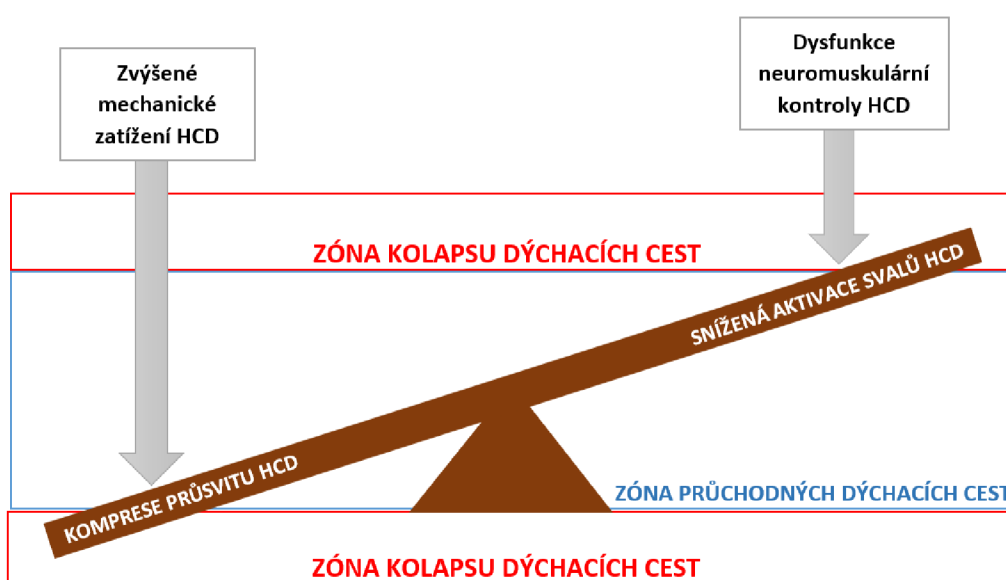 Zvýšené
mechanické
zatížení HCD
Dysfunkce
neuromuskulární
kontroly HCD
ZÓNA KOLAPSU DÝCHACÍCH CEST
SNÍŽENÁ AKTIVACE SVALŮ HCD
KOMPRESE PRŮSVITU HCD
ZÓNA PRŮCHODNÝCH DÝCHACÍCH CEST
ZÓNA KOLAPSU DÝCHACÍCH CEST